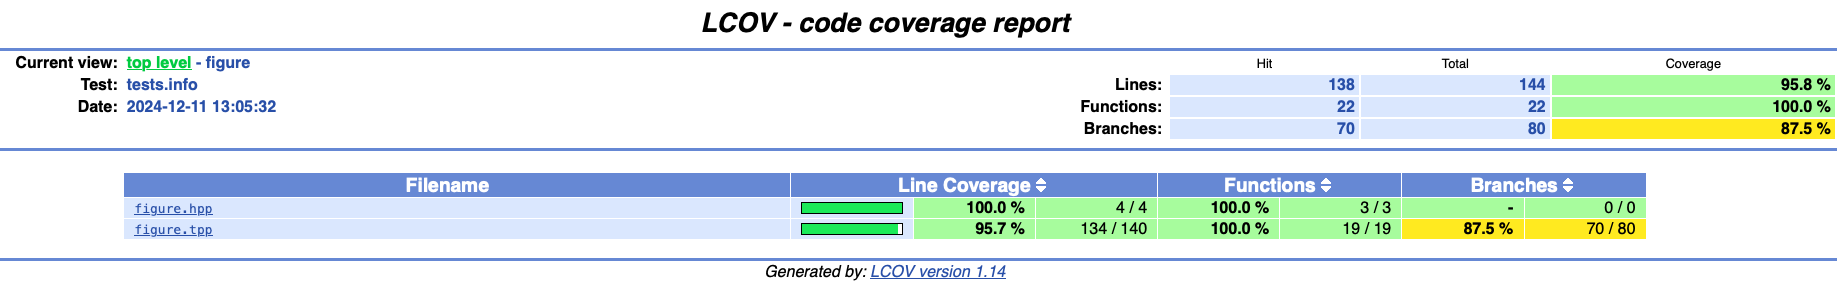 LCOV - code coverage report
Current view: top level - figure
Hit Total Coverage
Test: tests.info Lines: 138 144 95.8 %
Date: 2024-12-11 13:05:32 Functions: 22 22 100.0 %
Branches: 70 80 87.5 %
Filename Line Coverage Functions Branches
figure.hpp 100.0 % 4 / 4 100.0 % 3 / 3 - 0 / 0
figure.tpp 95.7 % 134 / 140 100.0 % 19 / 19 87.5 % 70 / 80
Generated by: LCOV version 1.14